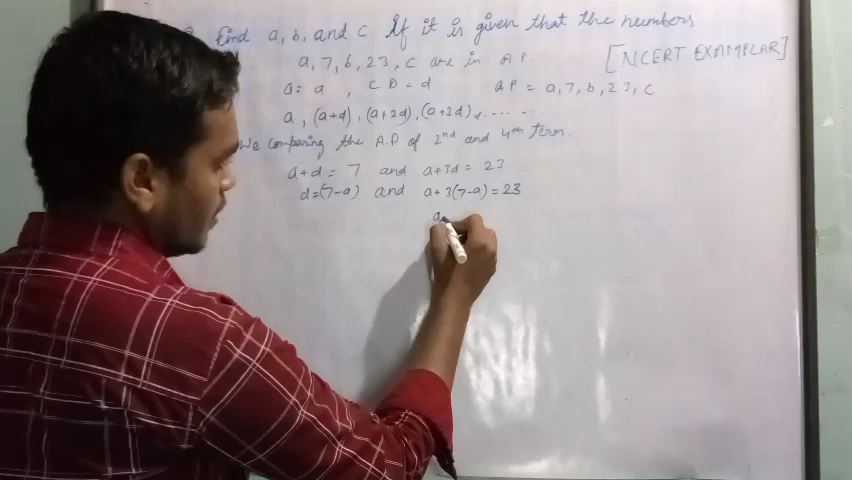 Find a, b, and c If it is given that the numbers
a, 7, b, 23, c are in A.P. [NCERT EXAMPLAR]
a = a , C.D = d A.P = a, 7, b, 23, c
a, (a+d), (a+2d), (a+3d), .......
We comparing the A.P of 2nd and 4th term.
a+d = 7 and a+3d = 23
d=(7-a) and a+3(7-a) = 23
a